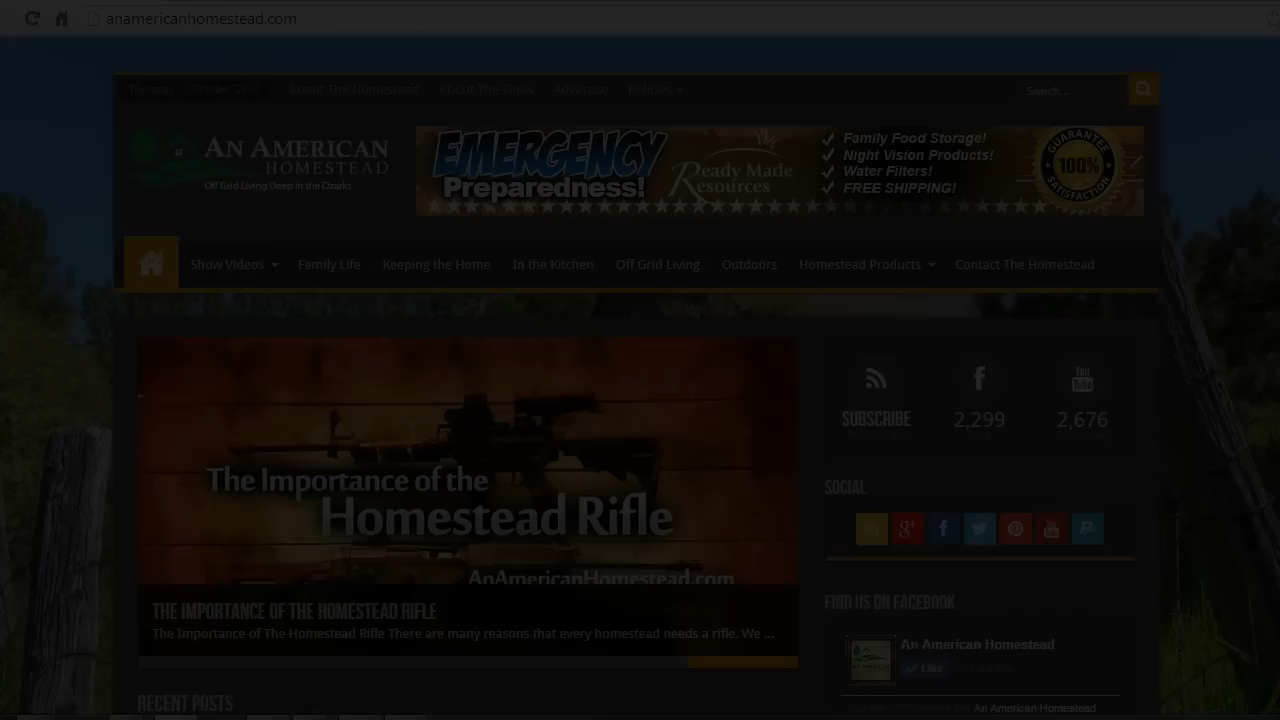 anamericanhomestead.com
About The Homestead About The Show Advertise Policies
Search...
AN AMERICAN
HOMESTEAD
Off Grid Living Deep in the Ozarks
EMERGENCY
Preparedness!
Ready Made
Resources
Family Food Storage!
Night Vision Products!
Water Filters!
FREE SHIPPING!
GUARANTEE
100%
SATISFACTION
Show Videos Family Life Keeping the Home In the Kitchen Off Grid Living Outdoors Homestead Products Contact The Homestead
The Importance of the
Homestead Rifle
AnAmericanHomestead.com
THE IMPORTANCE OF THE HOMESTEAD RIFLE
The Importance of The Homestead Rifle There are many reasons that every homestead needs a rifle. We ...
RECENT POSTS
You
Tube
SUBSCRIBE 2,299 2,676
SOCIAL
FIND US ON FACEBOOK
An American Homestead
Like
An American Homestead